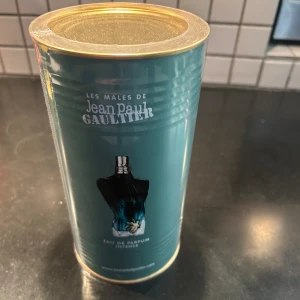 LES MALES DE
Jean Paul
GAULTIER
EAU DE PARFUM
INTENSE